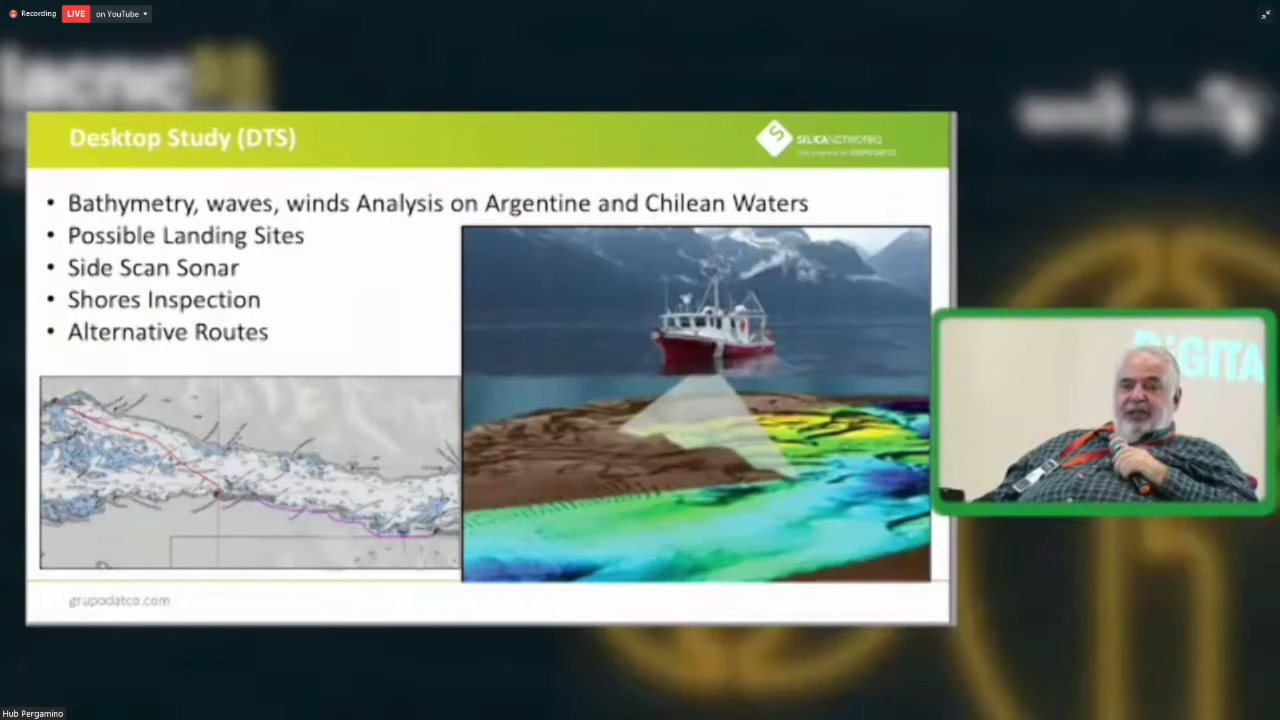 Recording
LIVE
on YouTube
Desktop Study (DTS)
SILICANETWORKS
• Bathymetry, waves, winds Analysis on Argentine and Chilean Waters
• Possible Landing Sites
• Side Scan Sonar
• Shores Inspection
• Alternative Routes
DIGITA
grupodatco.com
Hub Pergamino